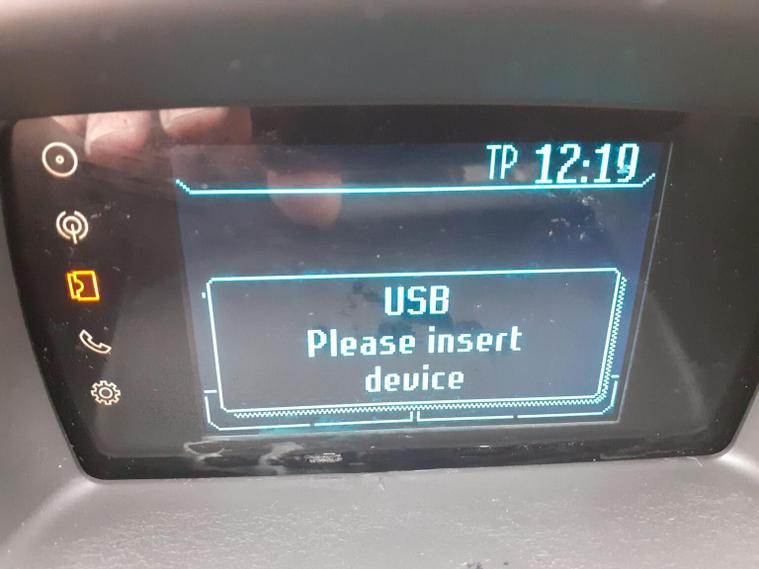 TP 12:19
USB
Please insert
device